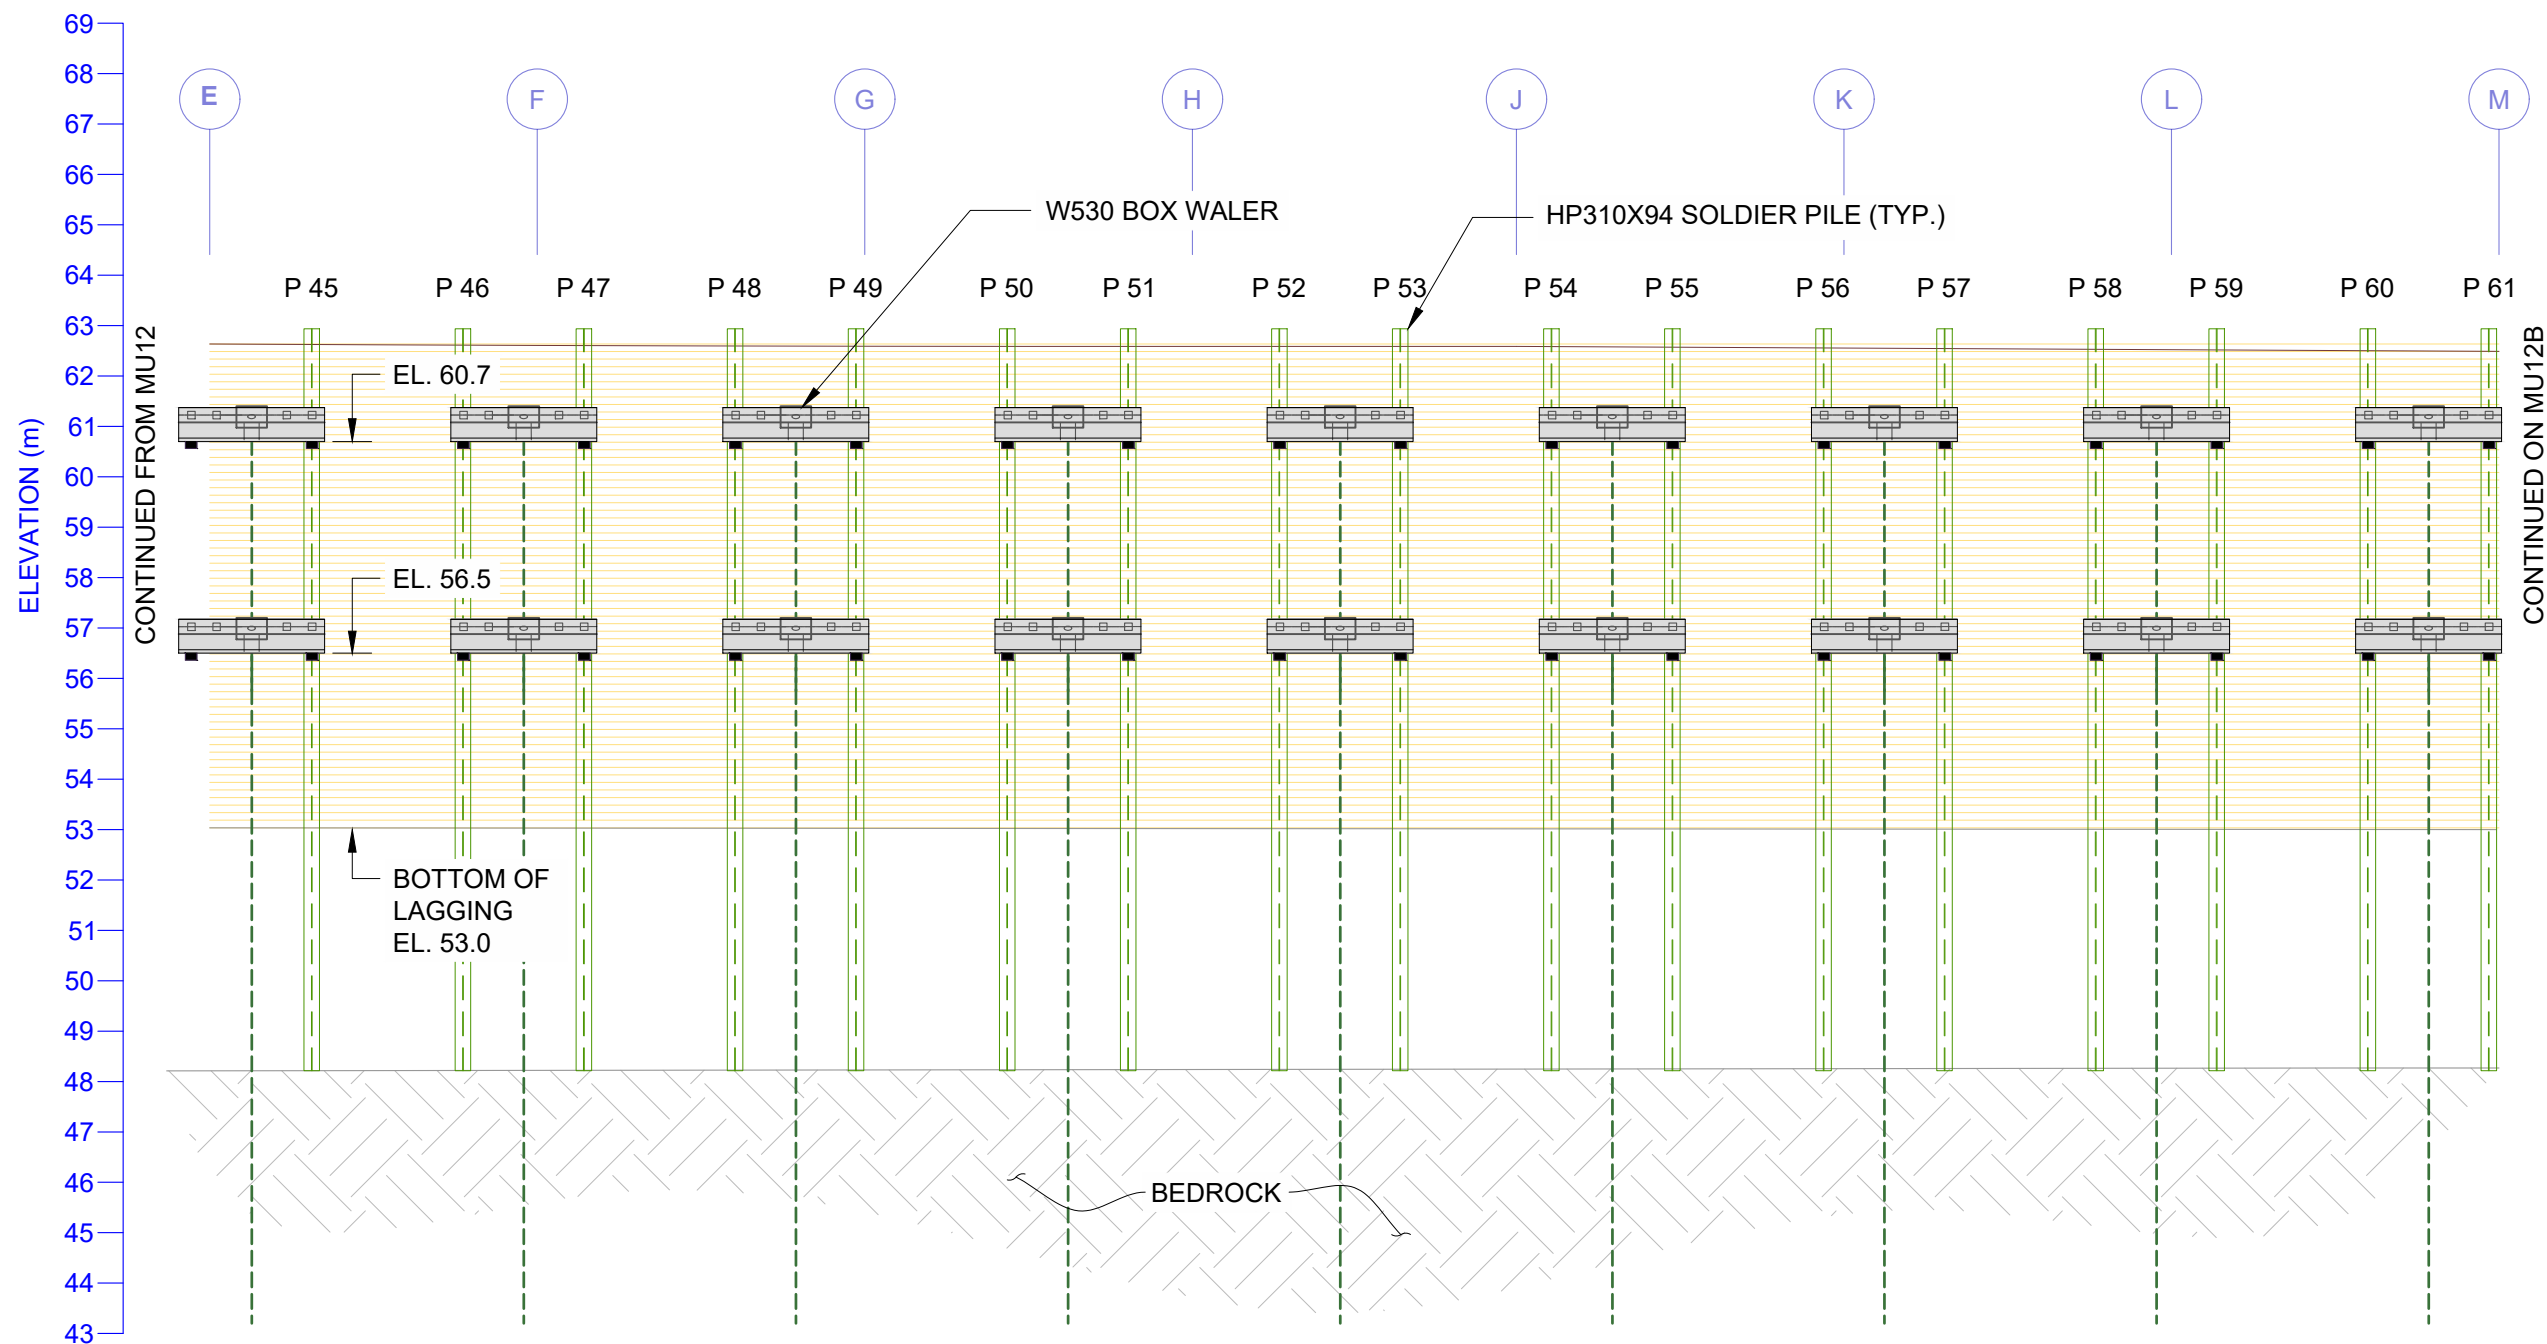 69
68
67
66
65
64
63
62
61
60
59
58
57
56
55
54
53
52
51
50
49
48
47
46
45
44
43
ELEVATION (m)
E
F
G
H
J
K
L
M
W530 BOX WALER
HP310X94 SOLDIER PILE (TYP.)
P 45
P 46
P 47
P 48
P 49
P 50
P 51
P 52
P 53
P 54
P 55
P 56
P 57
P 58
P 59
P 60
P 61
CONTINUED FROM MU12
CONTINUED ON MU12B
EL. 60.7
EL. 56.5
BOTTOM OF
LAGGING
EL. 53.0
BEDROCK